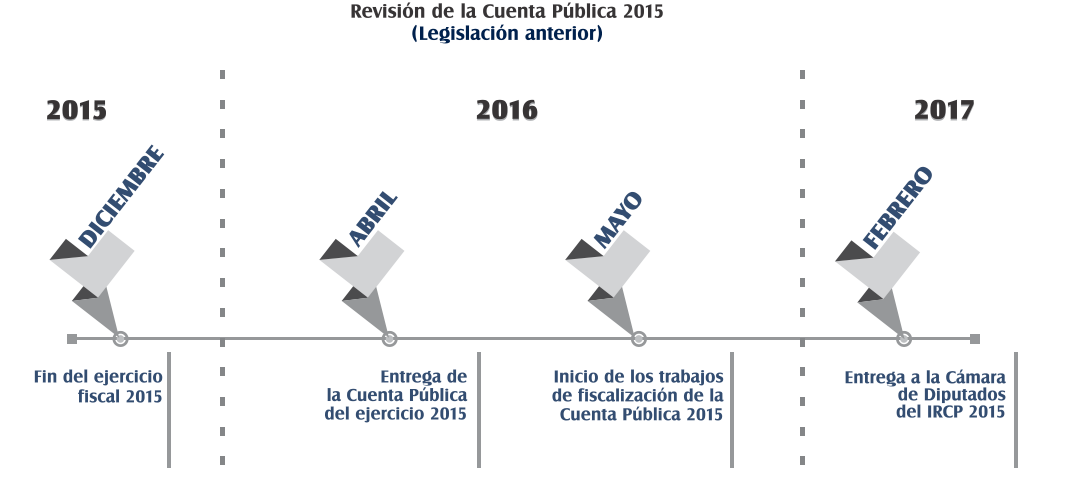 Revisión de la Cuenta Pública 2015
(Legislación anterior)
2015
2016
2017
DICIEMBRE
ABRIL
MAYO
FEBRERO
Fin del ejercicio
fiscal 2015
Entrega de
la Cuenta Pública
del ejercicio 2015
Inicio de los trabajos
de fiscalización de la
Cuenta Pública 2015
Entrega a la Cámara
de Diputados
del IRCP 2015